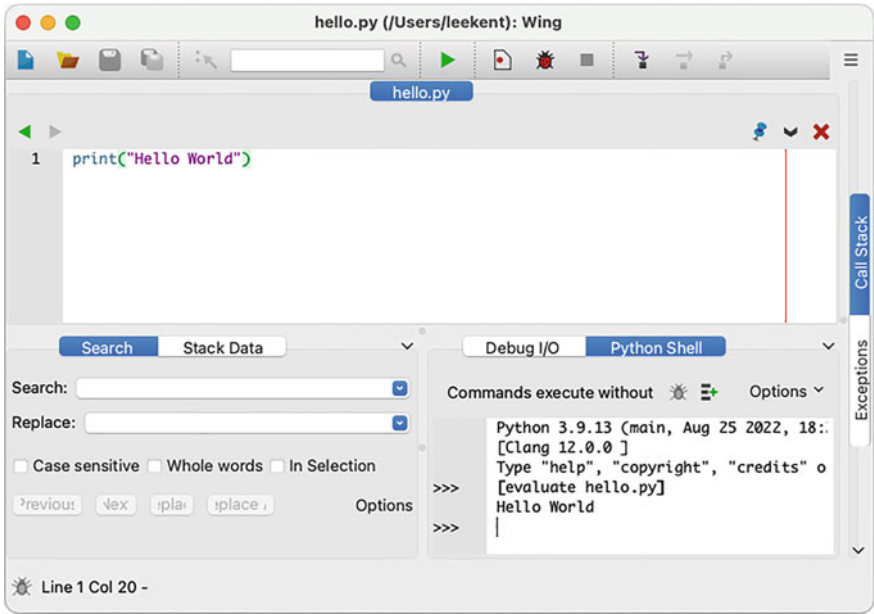 hello.py (/Users/leekent): Wing
hello.py
1 print("Hello World")
Call Stack
Exceptions
Search Stack Data
Search:
Replace:
Case sensitive Whole words In Selection
Options
Debug I/O Python Shell
Commands execute without Options
Python 3.9.13 (main, Aug 25 2022, 18:
[Clang 12.0.0 ]
Type "help", "copyright", "credits" o
>>> [evaluate hello.py]
Hello World
>>>
Line 1 Col 20 -